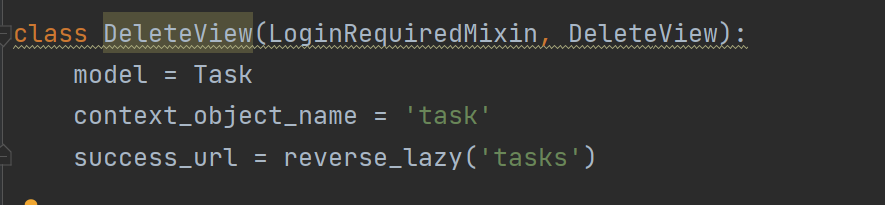 class DeleteView(LoginRequiredMixin, DeleteView):
    model = Task
    context_object_name = 'task'
    success_url = reverse_lazy('tasks')